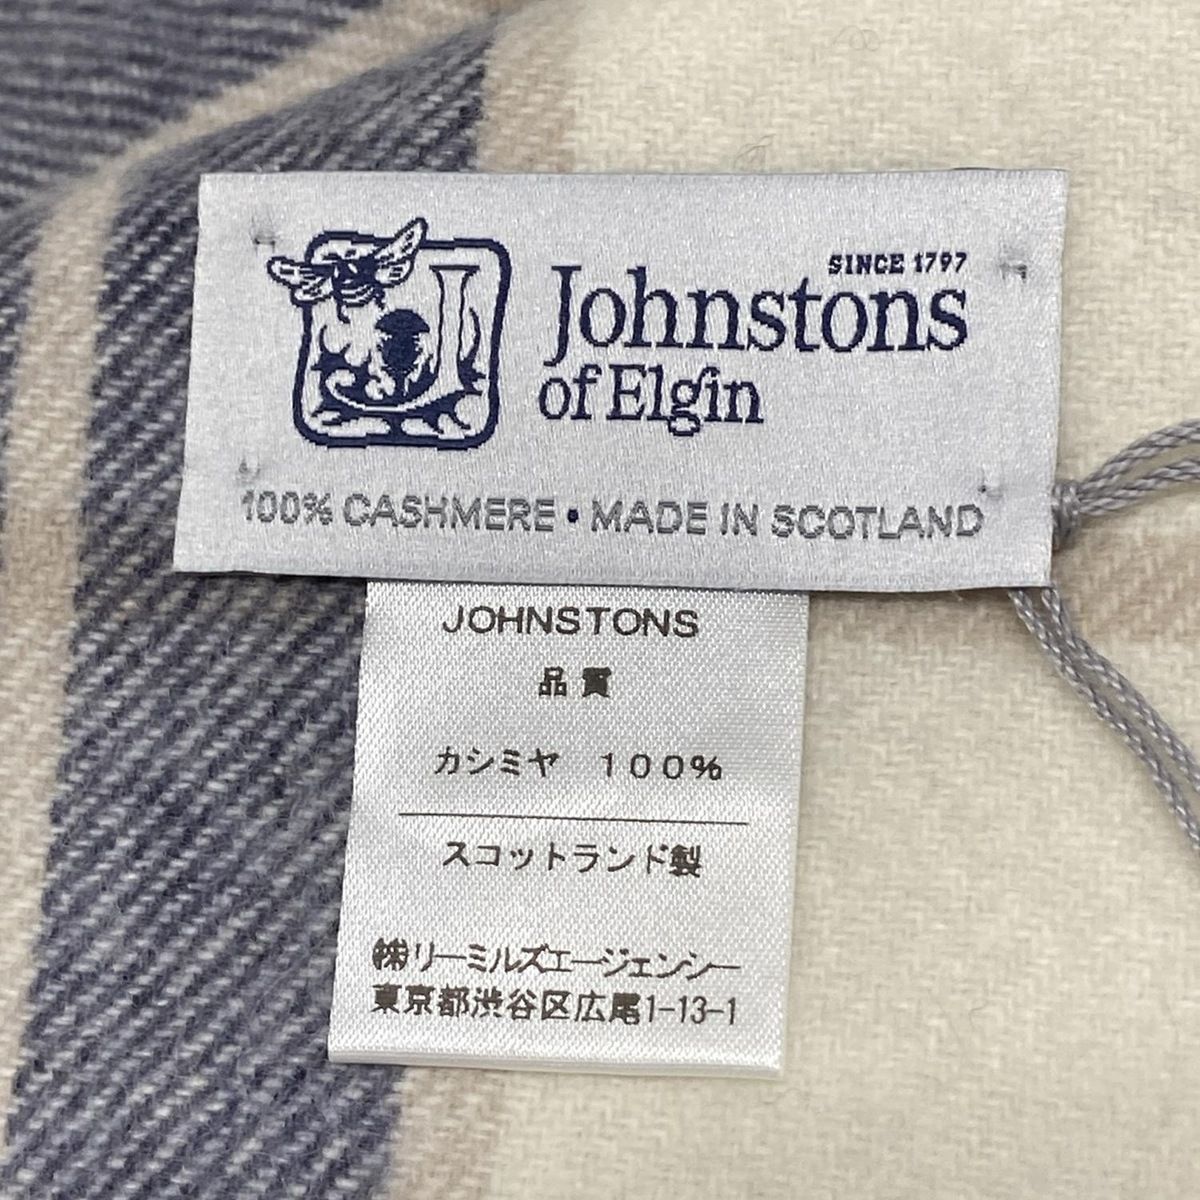 SINCE 1797
Johnstons
of Elgin
100% CASHMERE • MADE IN SCOTLAND
JOHNSTONS
品質
カシミヤ 100%
スコットランド製
㈱リーミルズエージェンシー
東京都渋谷区広尾1-13-1